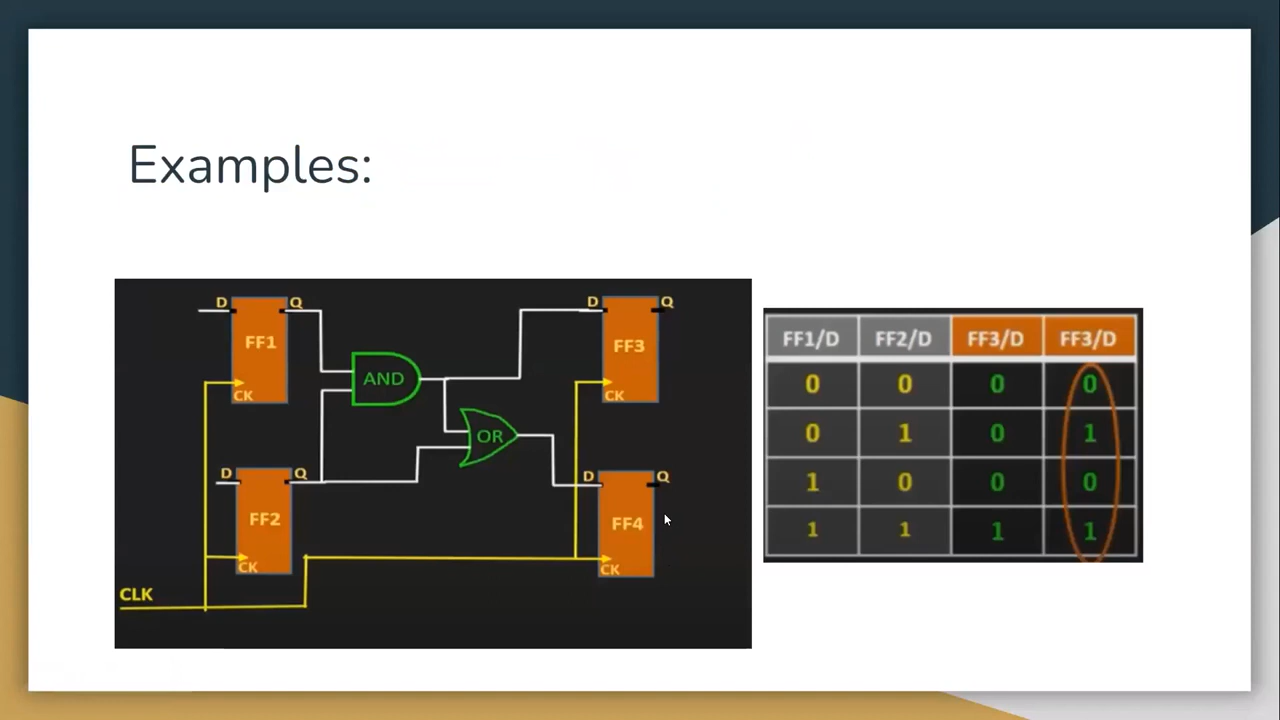 Examples:
D Q D Q
FF1 FF3
AND
CK CK
OR
D Q D Q
FF2 FF4
CK CK
CLK
FF1/D FF2/D FF3/D FF3/D
0 0 0 0
0 1 0 1
1 0 0 0
1 1 1 1